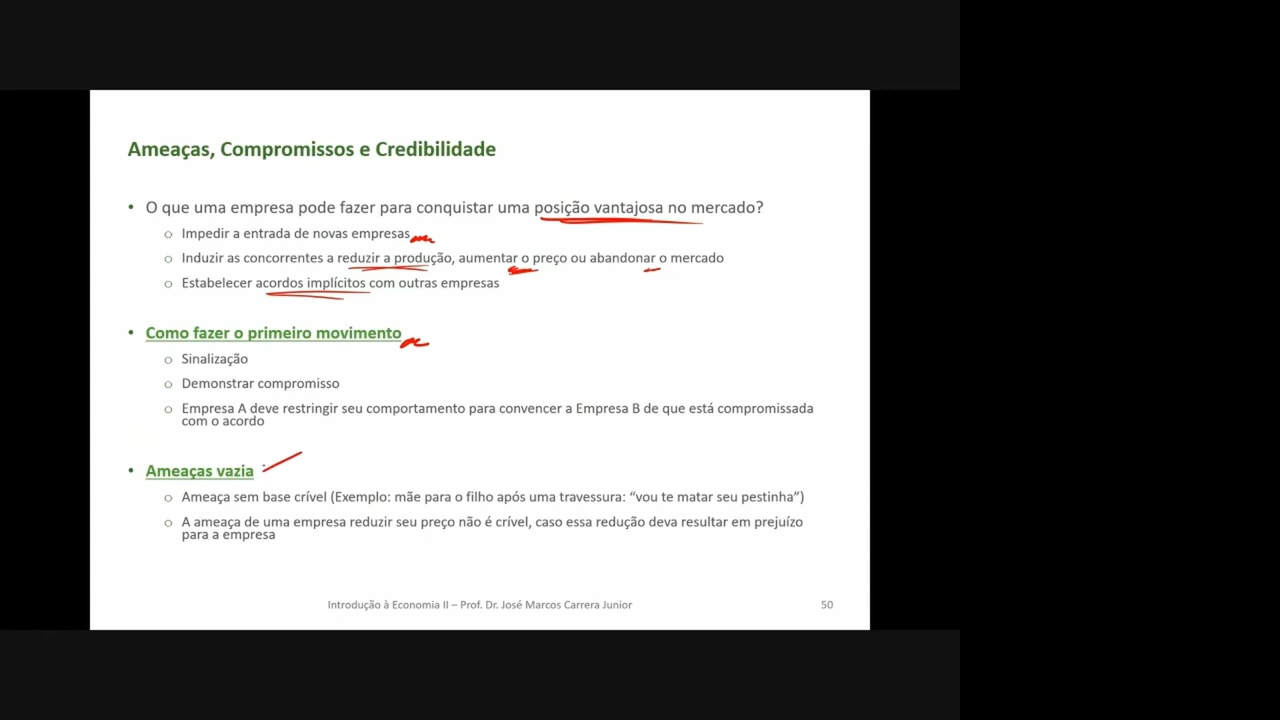 Ameaças, Compromissos e Credibilidade
• O que uma empresa pode fazer para conquistar uma posição vantajosa no mercado?
o Impedir a entrada de novas empresas
o Induzir as concorrentes a reduzir a produção, aumentar o preço ou abandonar o mercado
o Estabelecer acordos implícitos com outras empresas
• Como fazer o primeiro movimento
o Sinalização
o Demonstrar compromisso
o Empresa A deve restringir seu comportamento para convencer a Empresa B de que está compromissada
com o acordo
• Ameaças vazia
o Ameaça sem base crível (Exemplo: mãe para o filho após uma travessura: “vou te matar seu pestinha”)
o A ameaça de uma empresa reduzir seu preço não é crível, caso essa redução deva resultar em prejuízo
para a empresa
Introdução à Economia II – Prof. Dr. José Marcos Carrera Junior 50